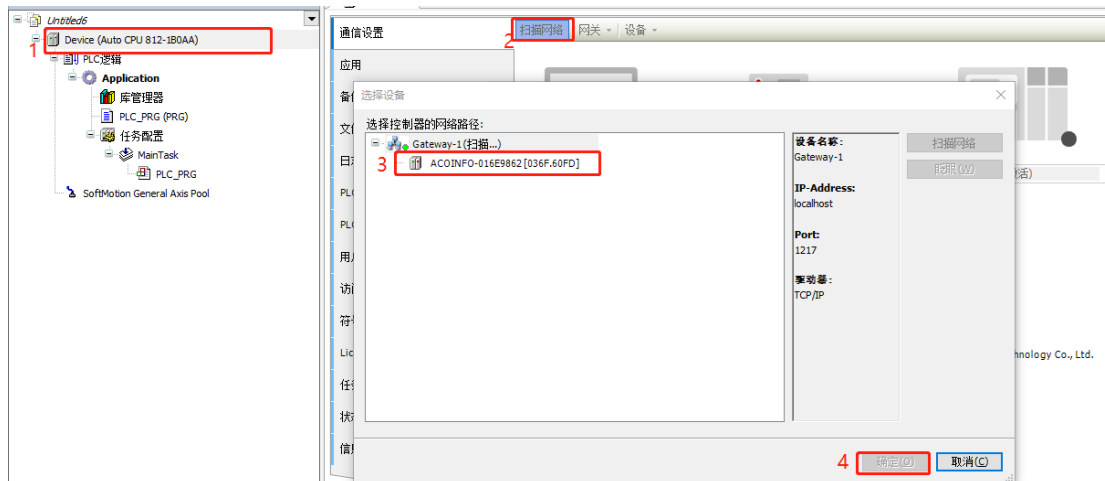 Untitled6
1
Device (Auto CPU 812-1B0AA)
PLC逻辑
Application
库管理器
PLC_PRG (PRG)
任务配置
MainTask
PLC_PRG
SoftMotion General Axis Pool
通信设置
2
扫描网络
网关
设备
应用
选择设备
选择控制器的网络路径:
Gateway-1(扫描...)
3
ACOINFO-016E9862 [036F.60FD]
设备名称:
Gateway-1
IP-Address:
localhost
Port:
1217
驱动器:
TCP/IP
扫描网络
眨眼(W)
活)
PLC
PLC
Lic
hnology Co., Ltd.
4
确定(O)
取消(C)